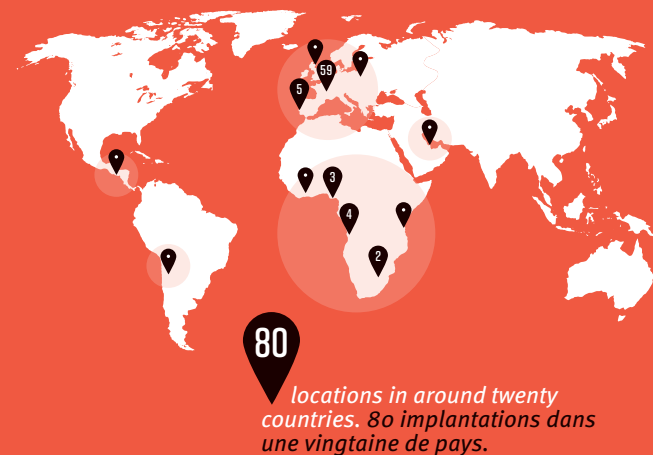 59
5
3
4
2
80
locations in around twenty
countries. 80 implantations dans
une vingtaine de pays.